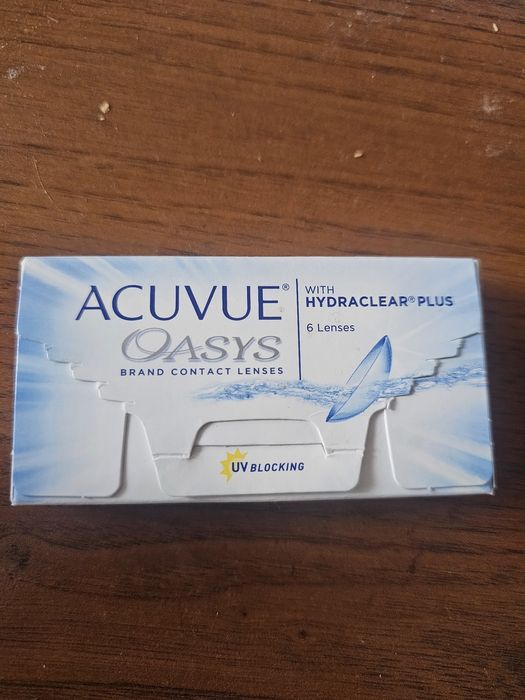 ACUVUE®
OASYS
BRAND CONTACT LENSES
WITH
HYDRACLEAR® PLUS
6 Lenses
UV BLOCKING